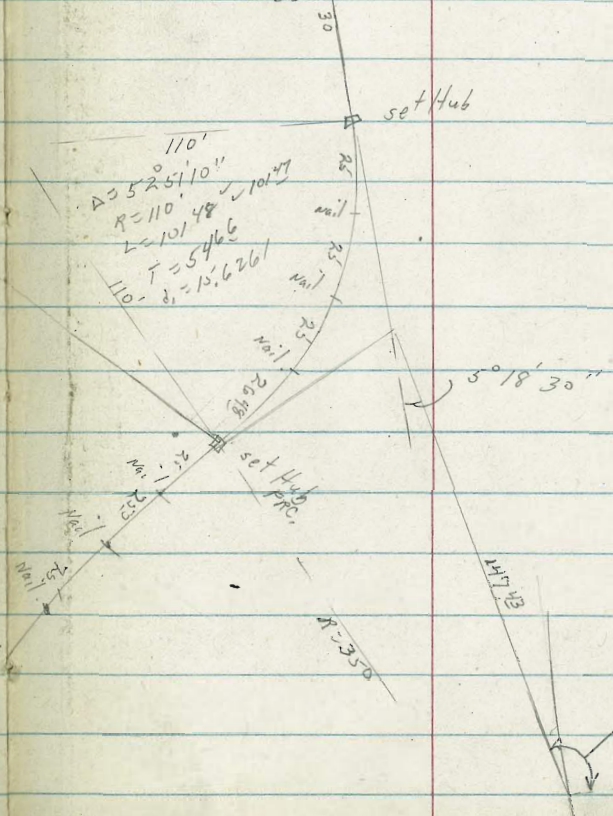 30
set Hub
110'
Δ = 52° 51' 10"
R = 110'
L = 101 48 ✓ ✓ 101 47
T = 54 66
110'
25
Nail
25
Nail
25
Nail
26 48
5° 18' 30"
set Hub
PRC.
25
Nail
25
Nail
25
Nail
147.43
R = 350